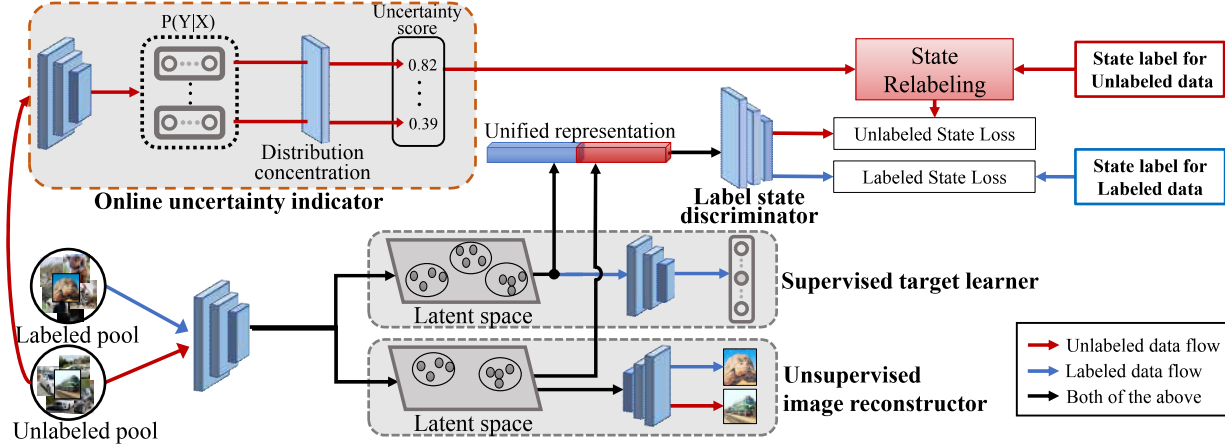 P(Y|X)
Uncertainty
score
0.82
0.39
Distribution
concentration
Online uncertainty indicator
State
Relabeling
State label for
Unlabeled data
Unified representation
Unlabeled State Loss
Labeled State Loss
State label for
Labeled data
Label state
discriminator
Labeled pool
Unlabeled pool
Latent space
Supervised target learner
Latent space
Unsupervised
image reconstructor
Unlabeled data flow
Labeled data flow
Both of the above